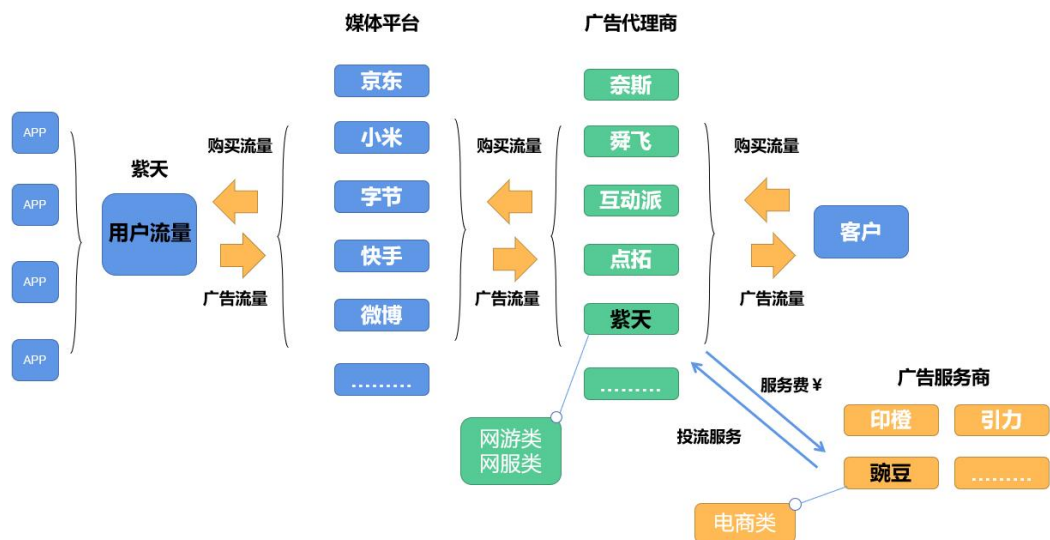 媒体平台
广告代理商
APP
APP
APP
APP
紫天
用户流量
购买流量
广告流量
京东
小米
字节
快手
微博
………
购买流量
广告流量
奈斯
舜飞
互动派
点拓
紫天
………
购买流量
广告流量
客户
网游类
网服类
服务费￥
投流服务
广告服务商
印橙
引力
豌豆
………
电商类